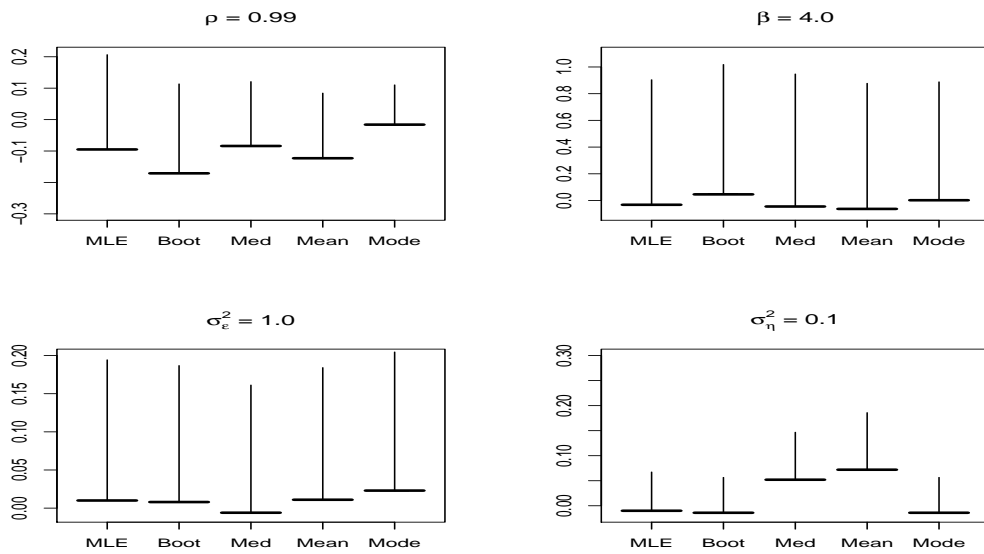 ρ = 0.99
0.2
0.1
0.0
−0.1
−0.3
MLE Boot Med Mean Mode
β = 4.0
1.0
0.8
0.6
0.4
0.2
0.0
MLE Boot Med Mean Mode
σ²_ε = 1.0
0.20
0.15
0.10
0.05
0.00
MLE Boot Med Mean Mode
σ²_η = 0.1
0.30
0.20
0.10
0.00
MLE Boot Med Mean Mode